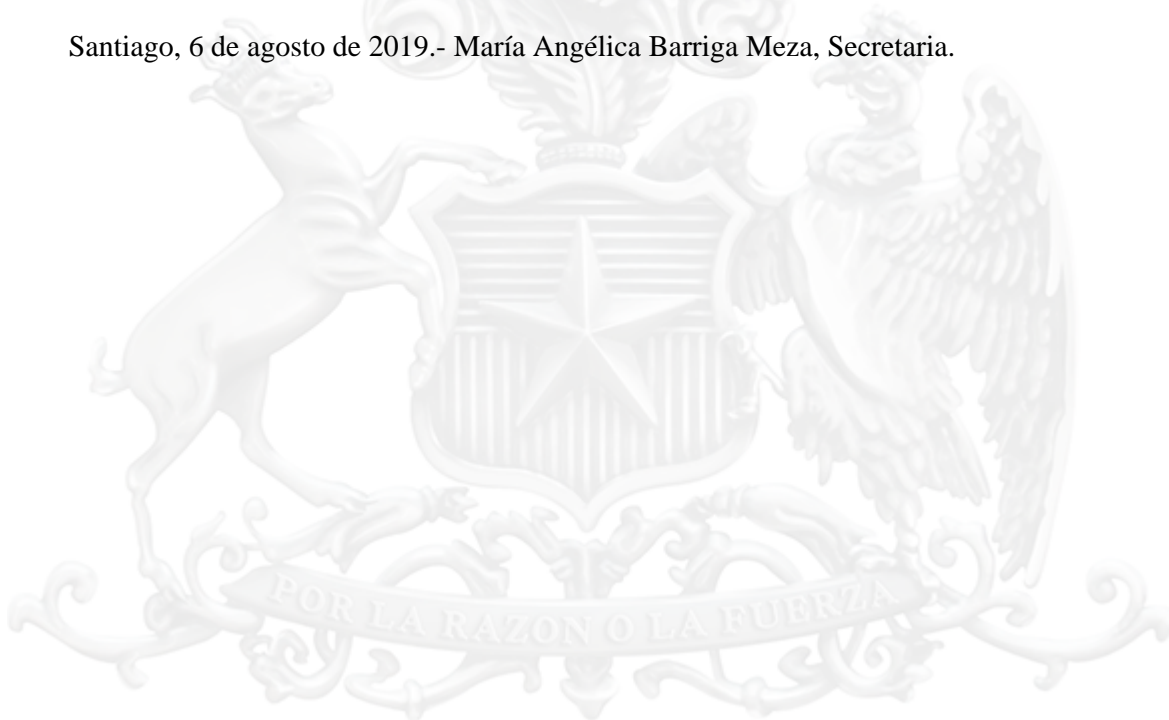 Santiago, 6 de agosto de 2019.- María Angélica Barriga Meza, Secretaria.
POR LA RAZON O LA FUERZA